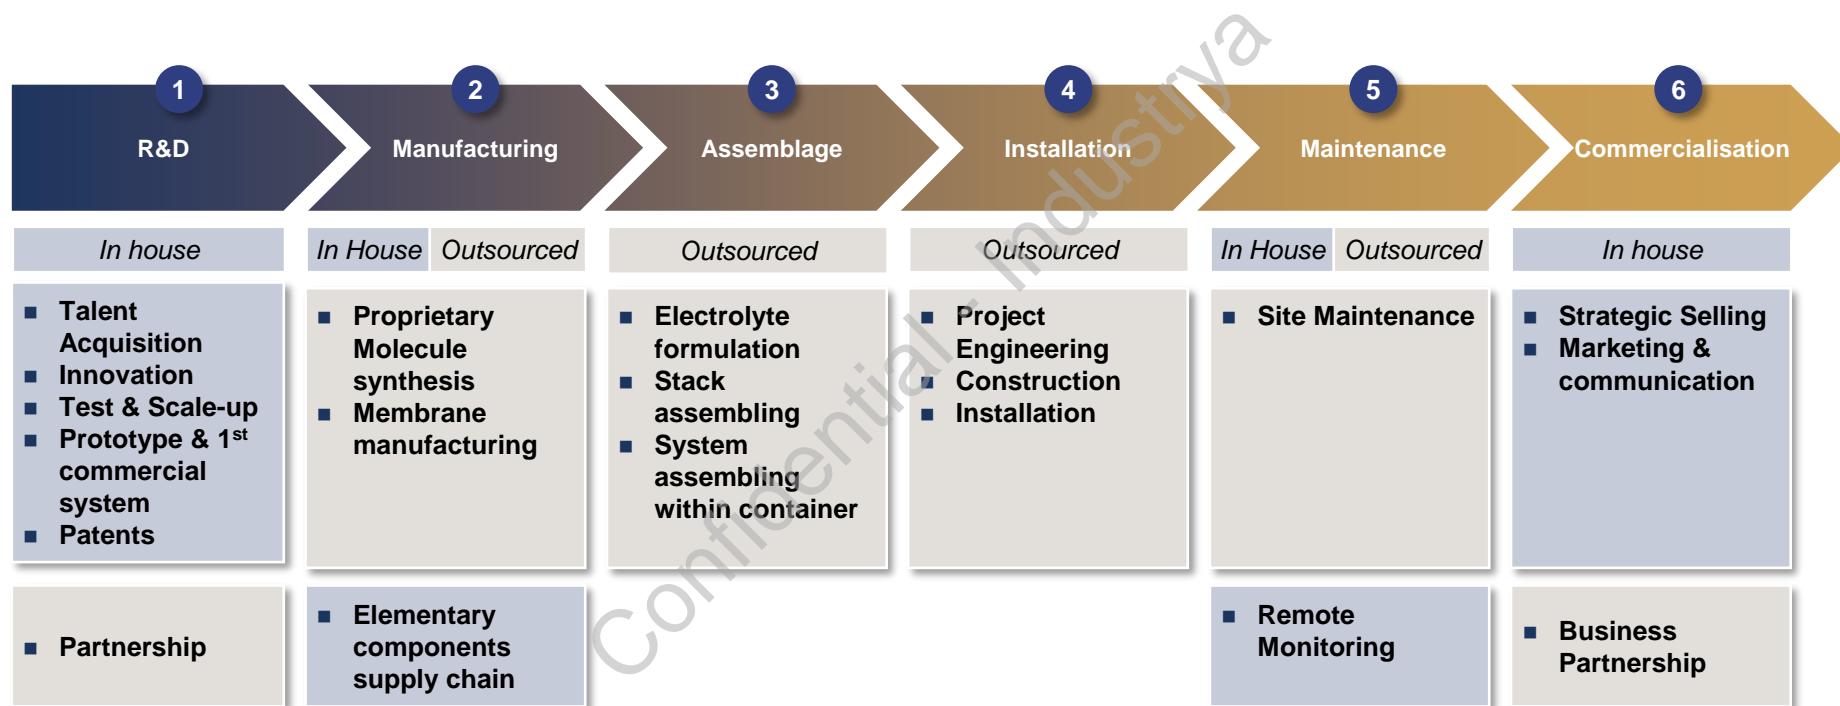 1
2
3
4
5
6
R&D
Manufacturing
Assemblage
Installation
Maintenance
Commercialisation
In house
In House
Outsourced
Outsourced
Outsourced
In House
Outsourced
In house
Talent
Acquisition
Innovation
Test & Scale-up
Prototype & 1st
commercial
system
Patents
Proprietary
Molecule
synthesis
Membrane
manufacturing
Electrolyte
formulation
Stack
assembling
System
assembling
within container
Project
Engineering
Construction
Installation
Site Maintenance
Strategic Selling
Marketing &
communication
Partnership
Elementary
components
supply chain
Remote
Monitoring
Business
Partnership
Confidential - Industrya